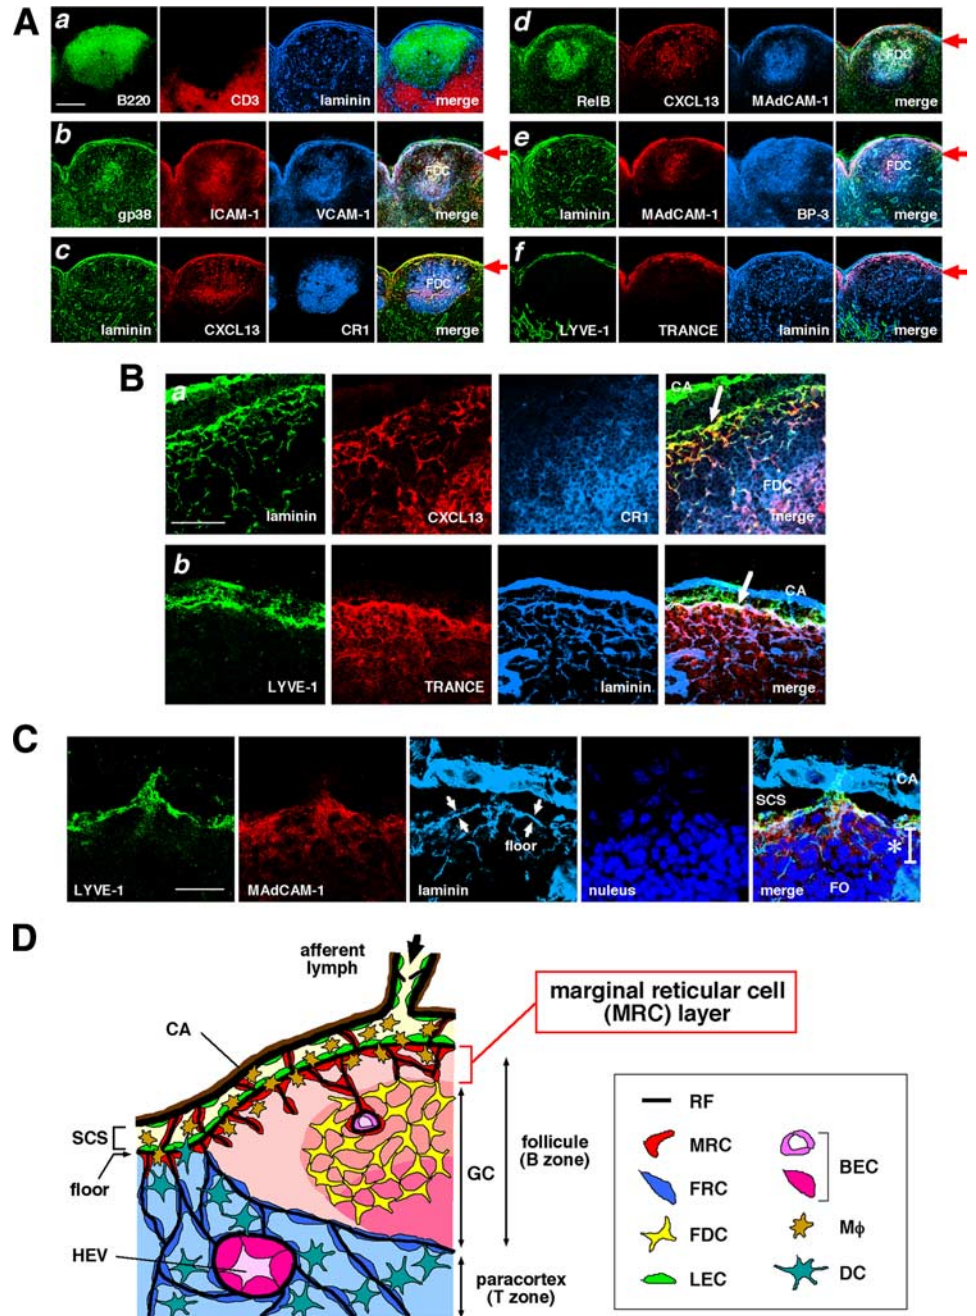 A
a
B220
CD3
laminin
merge
b
gp38
ICAM-1
VCAM-1
FDC
merge
c
laminin
CXCL13
CR1
FDC
merge
d
RelB
CXCL13
MAdCAM-1
FDC
merge
e
laminin
MAdCAM-1
BP-3
FDC
merge
f
LYVE-1
TRANCE
laminin
merge
B
a
laminin
CXCL13
CR1
CA
FDC
merge
b
LYVE-1
TRANCE
laminin
CA
merge
C
LYVE-1
MAdCAM-1
floor
laminin
nuleus
CA
SCS
*
FO
merge
D
afferent
lymph
marginal reticular cell
(MRC) layer
CA
SCS
floor
HEV
GC
follicule
(B zone)
paracortex
(T zone)
RF
MRC
FRC
FDC
LEC
BEC
Mφ
DC